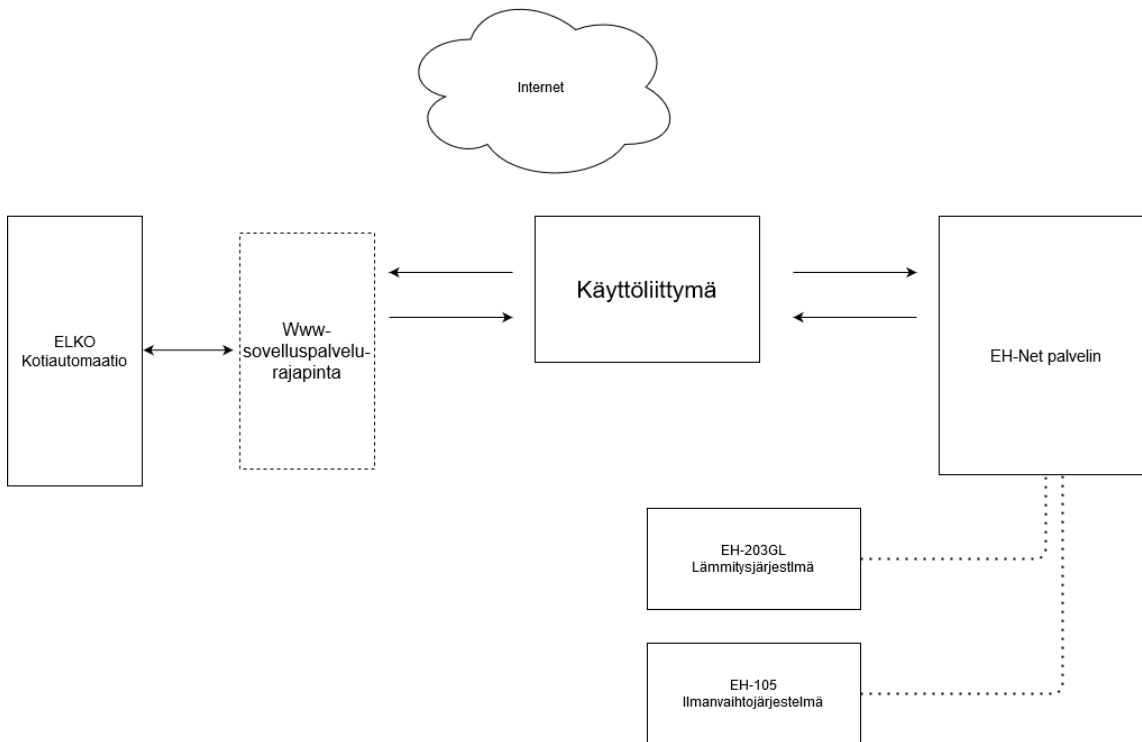 Internet
ELKO
Kotiautomaatio
Www-
sovelluspalvelu-
rajapinta
Käyttöliittymä
EH-Net palvelin
EH-203GL
Lämmitysjärjestlmä
EH-105
Ilmanvaihtojärjestelmä